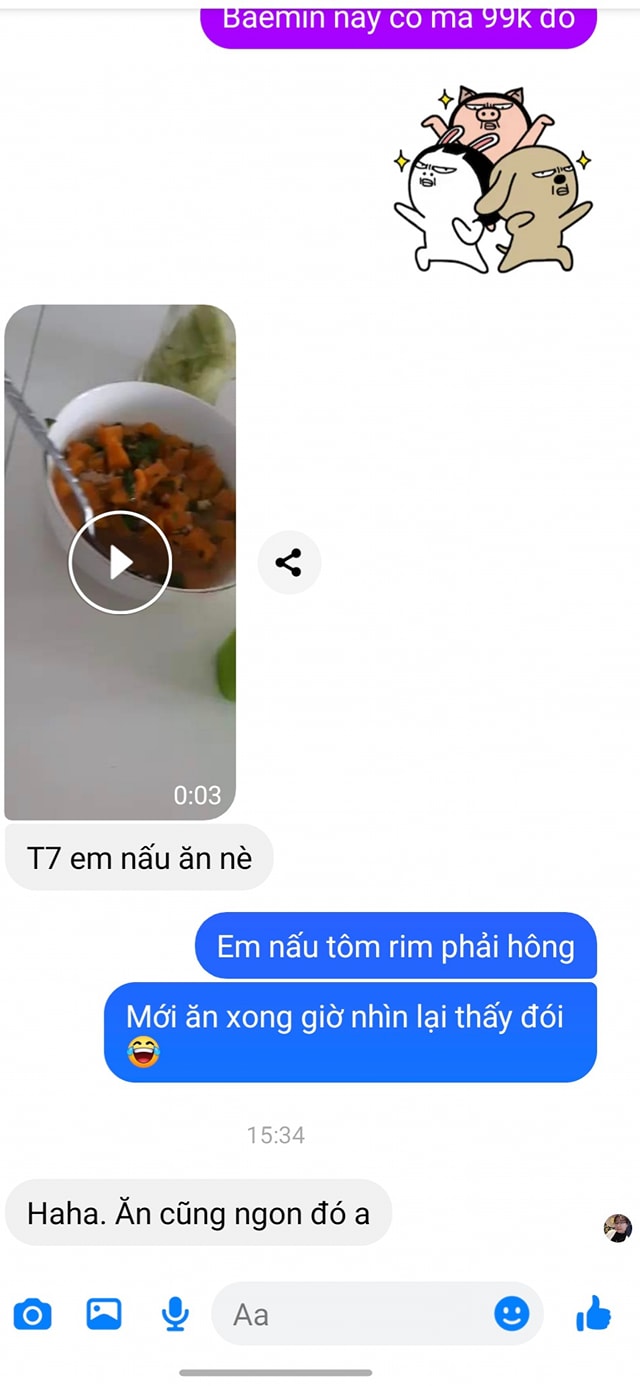 Baemin nay có mã 99k đó
0:03
T7 em nấu ăn nè
Em nấu tôm rim phải hông
Mới ăn xong giờ nhìn lại thấy đói
15:34
Haha. Ăn cũng ngon đó a
Aa